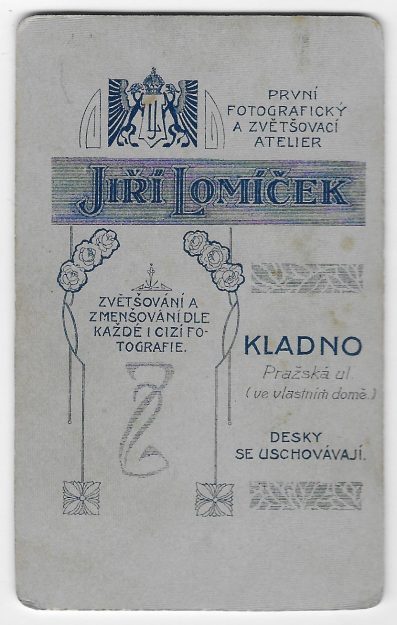 PRVNÍ
FOTOGRAFICKÝ
A ZVĚTŠOVACÍ
ATELIER
JIŘÍ LOMÍČEK
ZVĚTŠOVÁNÍ A
ZMENŠOVÁNÍ DLE
KAŽDÉ I CIZÍ FO-
TOGRAFIE.
KLADNO
Pražská ul.
(ve vlastním domě.)
DESKY
SE USCHOVÁVAJÍ.